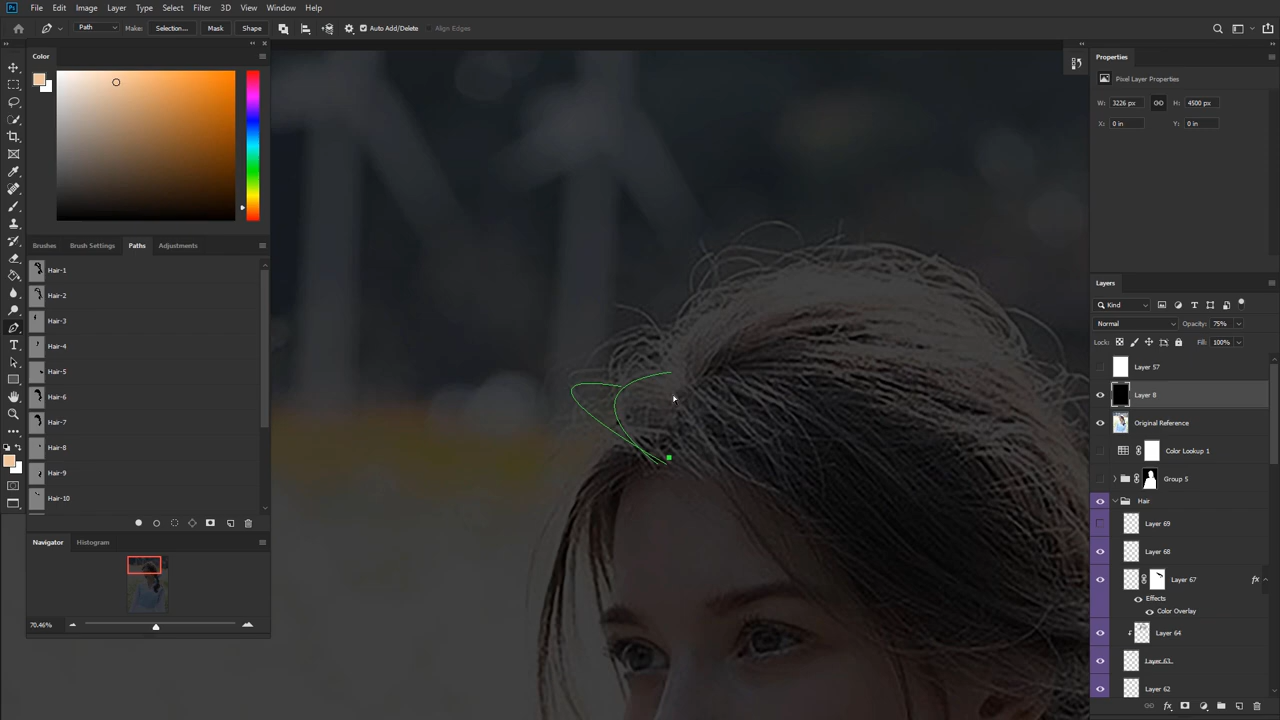 Ps File Edit Image Layer Type Select Filter 3D View Window Help
Path Make: Selection... Mask Shape Auto Add/Delete Align Edges
Color
Brushes Brush Settings Paths Adjustments
Hair-1
Hair-2
Hair-3
Hair-4
Hair-5
Hair-6
Hair-7
Hair-8
Hair-9
Hair-10
Navigator Histogram
70.46%
Properties
Pixel Layer Properties
W: 3226 px H: 4500 px
X: 0 in Y: 0 in
Layers
Kind
Normal Opacity: 75%
Lock: Fill: 100%
Layer 57
Layer 8
Original Reference
Color Lookup 1
Group 5
Hair
Layer 69
Layer 68
Layer 67 fx
Effects
Color Overlay
Layer 64
Layer 63
Layer 62
fx